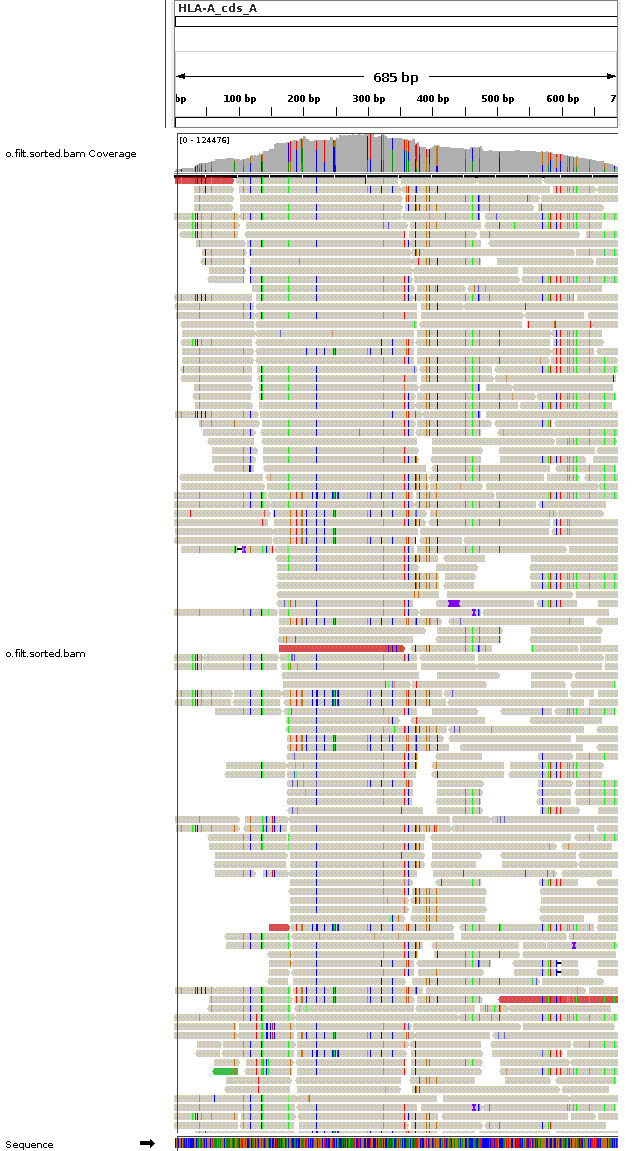 HLA-A_cds_A
685 bp
bp 100 bp 200 bp 300 bp 400 bp 500 bp 600 bp 7
[0 - 124476]
o.filt.sorted.bam Coverage
o.filt.sorted.bam
Sequence